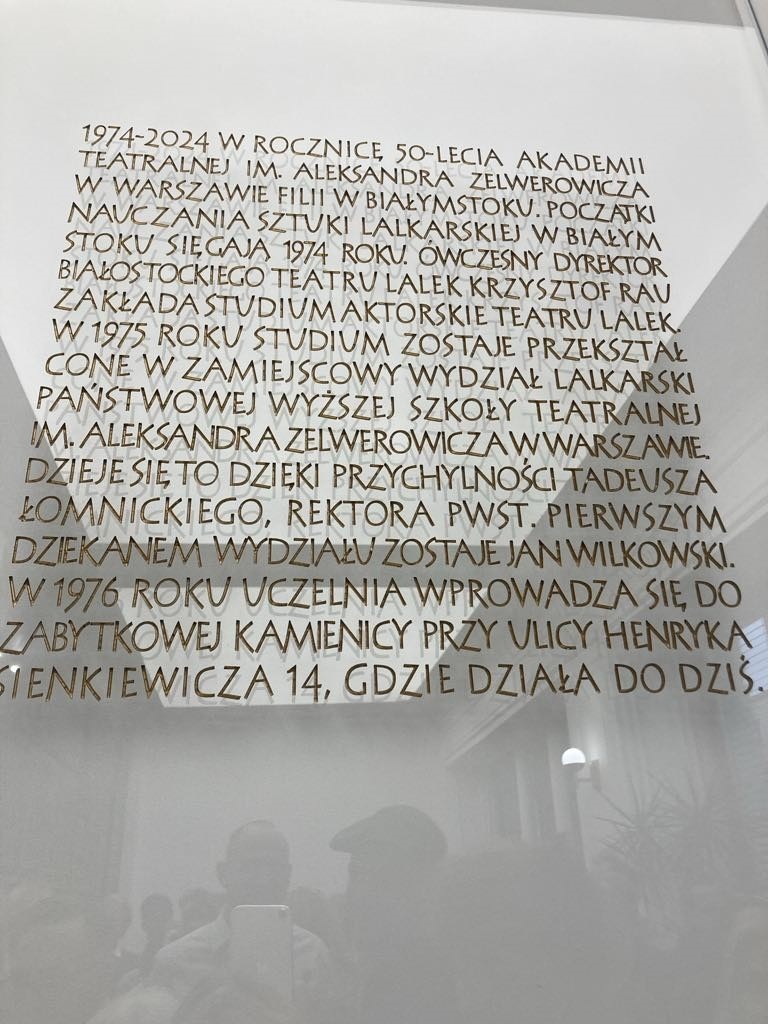 1974-2024 W ROCZNICĘ 50-LECIA AKADEMII
TEATRALNEJ IM. ALEKSANDRA ZELWEROWICZA
W WARSZAWIE FILII W BIAŁYMSTOKU. POCZĄTKI
NAUCZANIA SZTUKI LALKARSKIEJ W BIAŁYM
STOKU SIĘGAJĄ 1974 ROKU. ÓWCZESNY DYREKTOR
BIAŁOSTOCKIEGO TEATRU LALEK KRZYSZTOF RAU
ZAKŁADA STUDIUM AKTORSKIE TEATRU LALEK.
W 1975 ROKU STUDIUM ZOSTAJE PRZEKSZTAŁ
CONE W ZAMIEJSCOWY WYDZIAŁ LALKARSKI
PAŃSTWOWEJ WYŻSZEJ SZKOŁY TEATRALNEJ
IM. ALEKSANDRA ZELWEROWICZA W WARSZAWIE.
DZIEJE SIĘ TO DZIĘKI PRZYCHYLNOŚCI TADEUSZA
ŁOMNICKIEGO, REKTORA PWST. PIERWSZYM
DZIEKANEM WYDZIAŁU ZOSTAJE JAN WILKOWSKI.
W 1976 ROKU UCZELNIA WPROWADZA SIĘ DO
ZABYTKOWEJ KAMIENICY PRZY ULICY HENRYKA
SIENKIEWICZA 14, GDZIE DZIAŁA DO DZIŚ.